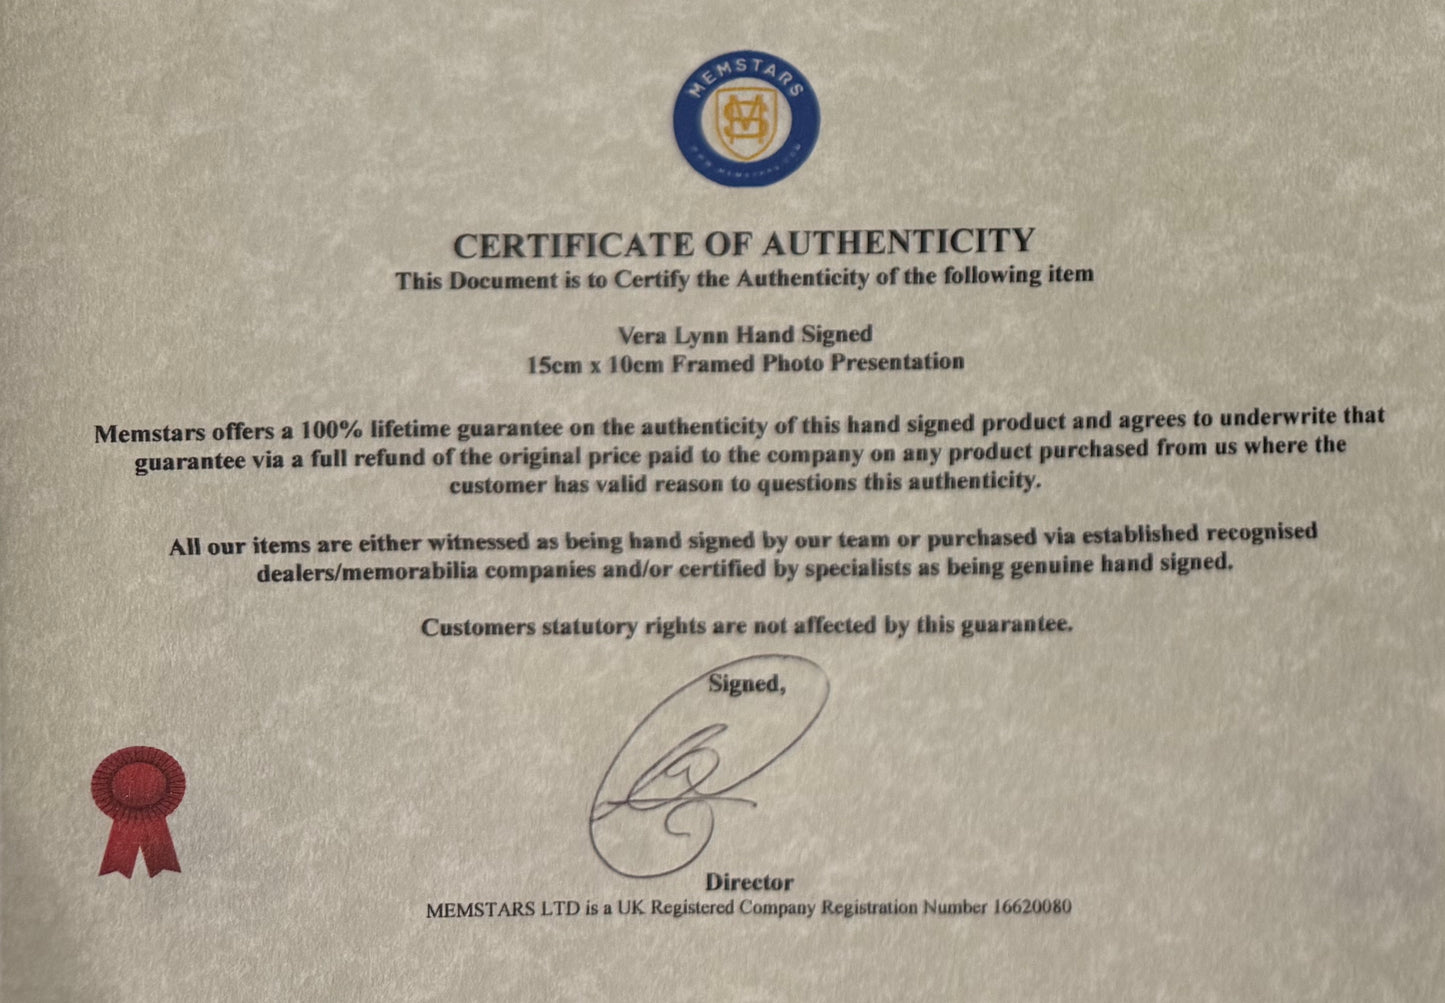 MEMSTARS
MS
WWW.MEMSTARS.COM
CERTIFICATE OF AUTHENTICITY
This Document is to Certify the Authenticity of the following item
Vera Lynn Hand Signed
15cm x 10cm Framed Photo Presentation
Memstars offers a 100% lifetime guarantee on the authenticity of this hand signed product and agrees to underwrite that
guarantee via a full refund of the original price paid to the company on any product purchased from us where the
customer has valid reason to questions this authenticity.
All our items are either witnessed as being hand signed by our team or purchased via established recognised
dealers/memorabilia companies and/or certified by specialists as being genuine hand signed.
Customers statutory rights are not affected by this guarantee.
Signed,
Director
MEMSTARS LTD is a UK Registered Company Registration Number 16620080